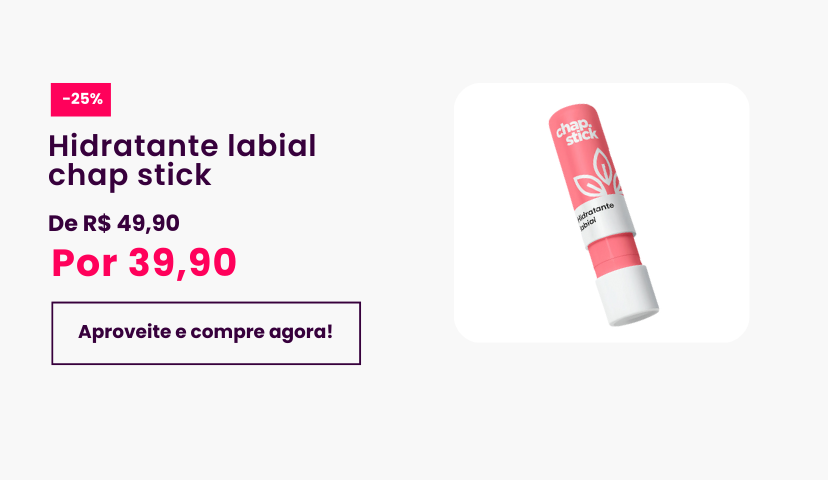 -25%
Hidratante labial
chap stick
De R$ 49,90
Por 39,90
Aproveite e compre agora!
chap.
stick
Hidratante
labial